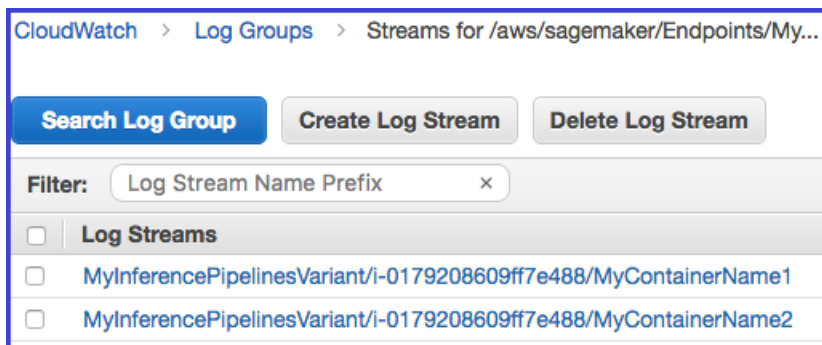 CloudWatch > Log Groups > Streams for /aws/sagemaker/Endpoints/My...
Search Log Group Create Log Stream Delete Log Stream
Filter: Log Stream Name Prefix ×
Log Streams
MyInferencePipelinesVariant/i-0179208609ff7e488/MyContainerName1
MyInferencePipelinesVariant/i-0179208609ff7e488/MyContainerName2